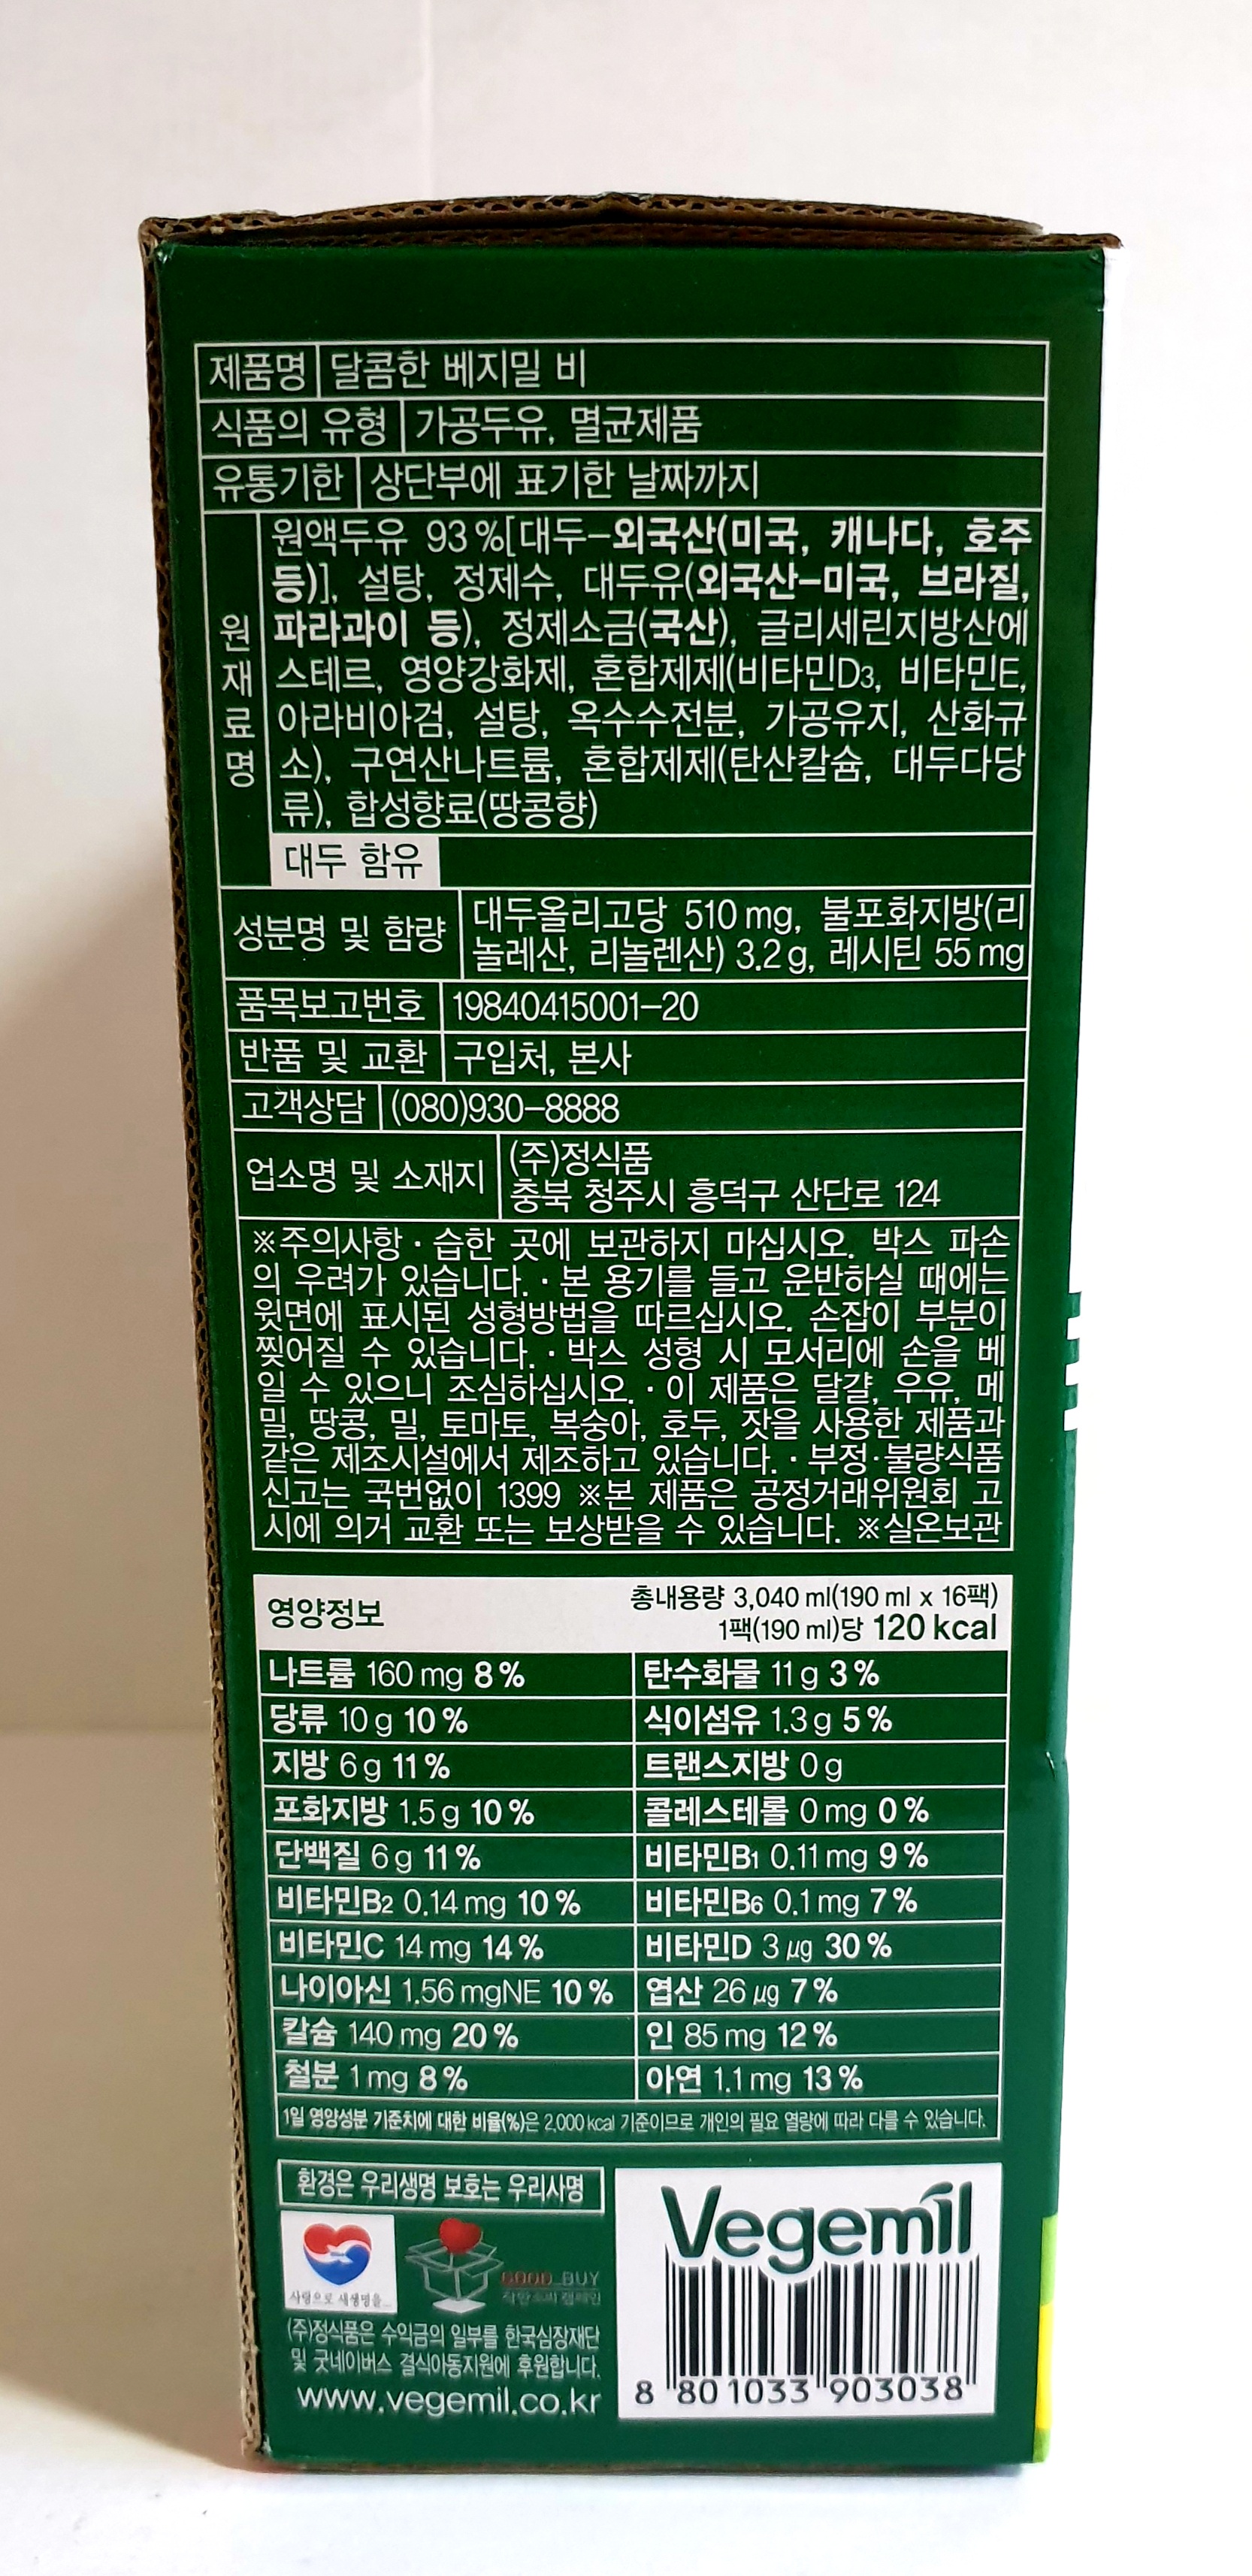 제품명 달콤한 베지밀 비
식품의 유형 가공두유, 멸균제품
유통기한 상단부에 표기한 날짜까지
원재료명
원액두유 93%[대두-외국산(미국, 캐나다, 호주
등)], 설탕, 정제수, 대두유(외국산-미국, 브라질,
파라과이 등), 정제소금(국산), 글리세린지방산에
스테르, 영양강화제, 혼합제제(비타민D3, 비타민E,
아라비아검, 설탕, 옥수수전분, 가공유지, 산화규
소), 구연산나트륨, 혼합제제(탄산칼슘, 대두다당
류), 합성향료(땅콩향)
대두 함유
성분명 및 함량 대두올리고당 510 mg, 불포화지방(리
놀레산, 리놀렌산) 3.2 g, 레시틴 55 mg
품목보고번호 19840415001-20
반품 및 교환 구입처, 본사
고객상담 (080)930-8888
업소명 및 소재지 (주)정식품
충북 청주시 흥덕구 산단로 124
※주의사항 · 습한 곳에 보관하지 마십시오. 박스 파손
의 우려가 있습니다. · 본 용기를 들고 운반하실 때에는
윗면에 표시된 성형방법을 따르십시오. 손잡이 부분이
찢어질 수 있습니다. · 박스 성형 시 모서리에 손을 베
일 수 있으니 조심하십시오. · 이 제품은 달걀, 우유, 메
밀, 땅콩, 밀, 토마토, 복숭아, 호두, 잣을 사용한 제품과
같은 제조시설에서 제조하고 있습니다. · 부정·불량식품
신고는 국번없이 1399 ※본 제품은 공정거래위원회 고
시에 의거 교환 또는 보상받을 수 있습니다. ※실온보관
영양정보 총내용량 3,040 ml(190 ml x 16팩)
1팩(190 ml)당 120 kcal
나트륨 160 mg 8 % 탄수화물 11 g 3 %
당류 10 g 10 % 식이섬유 1.3 g 5 %
지방 6 g 11 % 트랜스지방 0 g
포화지방 1.5 g 10 % 콜레스테롤 0 mg 0 %
단백질 6 g 11 % 비타민B1 0.11 mg 9 %
비타민B2 0.14 mg 10 % 비타민B6 0.1 mg 7 %
비타민C 14 mg 14 % 비타민D 3 μg 30 %
나이아신 1.56 mgNE 10 % 엽산 26 μg 7 %
칼슘 140 mg 20 % 인 85 mg 12 %
철분 1 mg 8 % 아연 1.1 mg 13 %
1일 영양성분 기준치에 대한 비율(%)은 2,000 kcal 기준이므로 개인의 필요 열량에 따라 다를 수 있습니다.
환경은 우리생명 보호는 우리사명
Vegemil
사랑으로 새생명을
GOOD_BUY
착한소비 캠페인
(주)정식품은 수익금의 일부를 한국심장재단
및 굿네이버스 결식아동지원에 후원합니다.
www.vegemil.co.kr
8 801033 903038